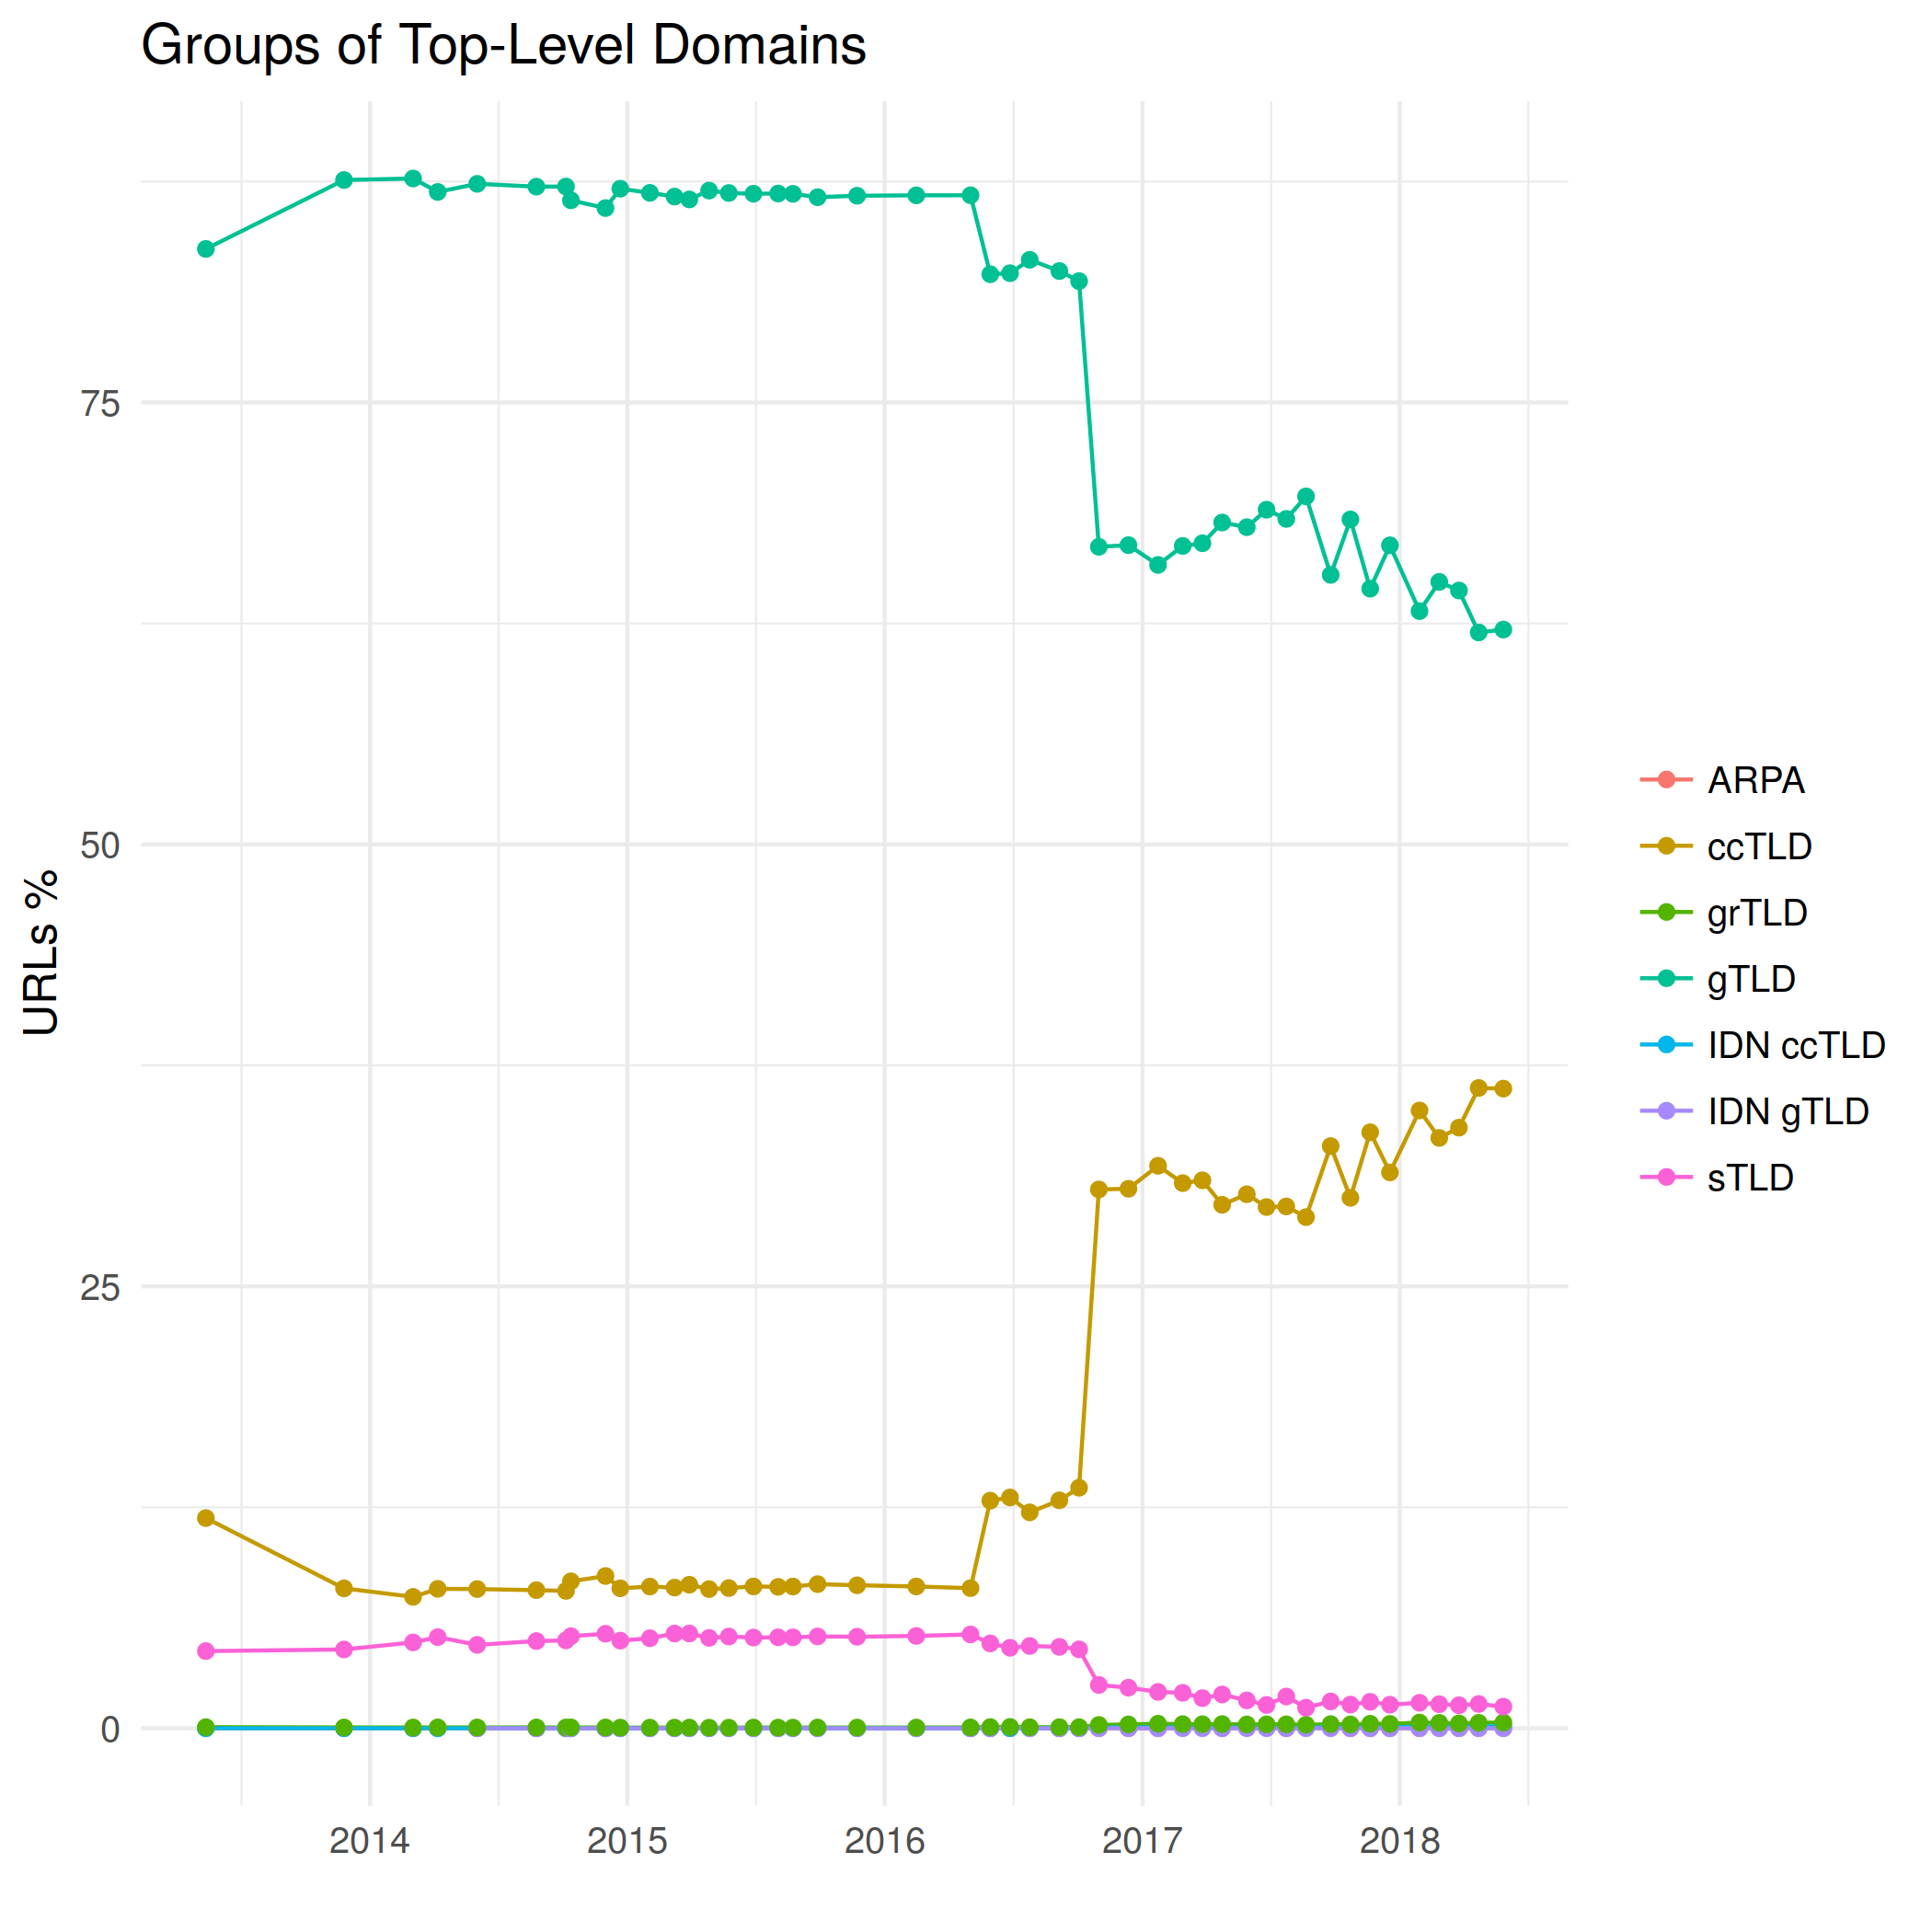 Groups of Top-Level Domains
URLs %
75
50
25
0
2014
2015
2016
2017
2018
ARPA
ccTLD
grTLD
gTLD
IDN ccTLD
IDN gTLD
sTLD